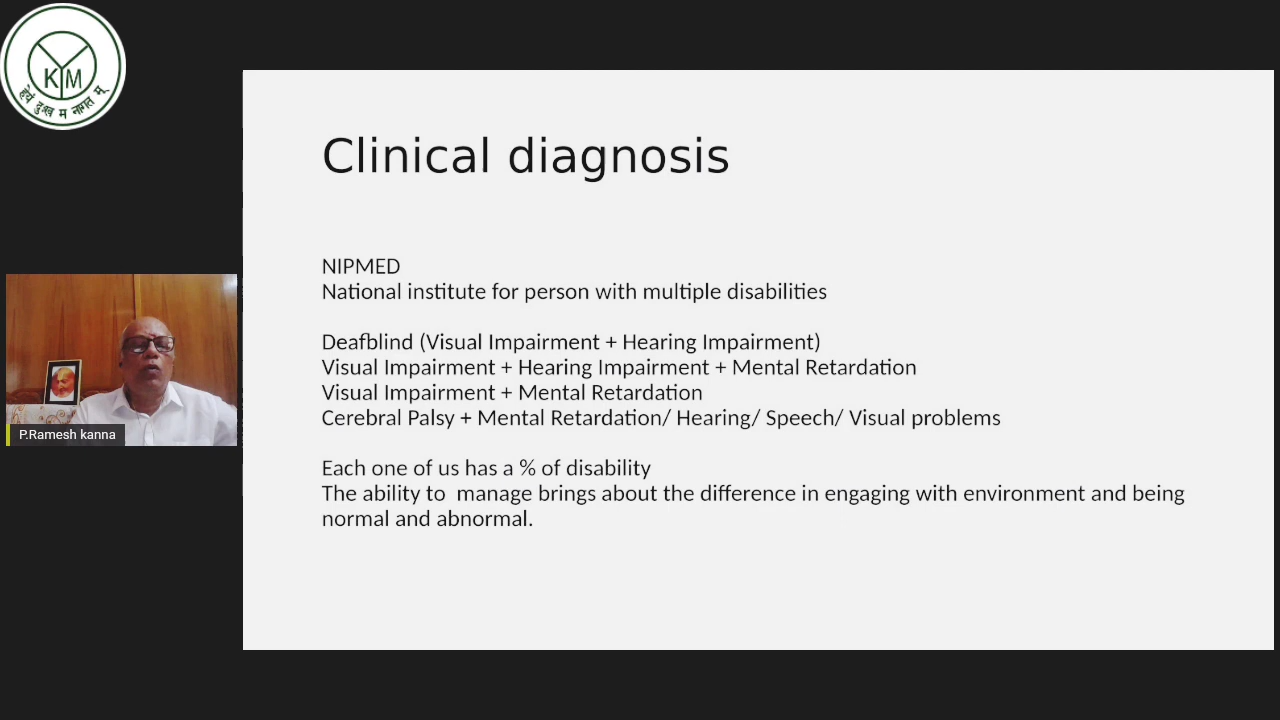 KYM
हेयं दुःख म नागत म्
Clinical diagnosis
NIPMED
National institute for person with multiple disabilities
Deafblind (Visual Impairment + Hearing Impairment)
Visual Impairment + Hearing Impairment + Mental Retardation
Visual Impairment + Mental Retardation
Cerebral Palsy + Mental Retardation/ Hearing/ Speech/ Visual problems
Each one of us has a % of disability
The ability to  manage brings about the difference in engaging with environment and being
normal and abnormal.
P.Ramesh kanna